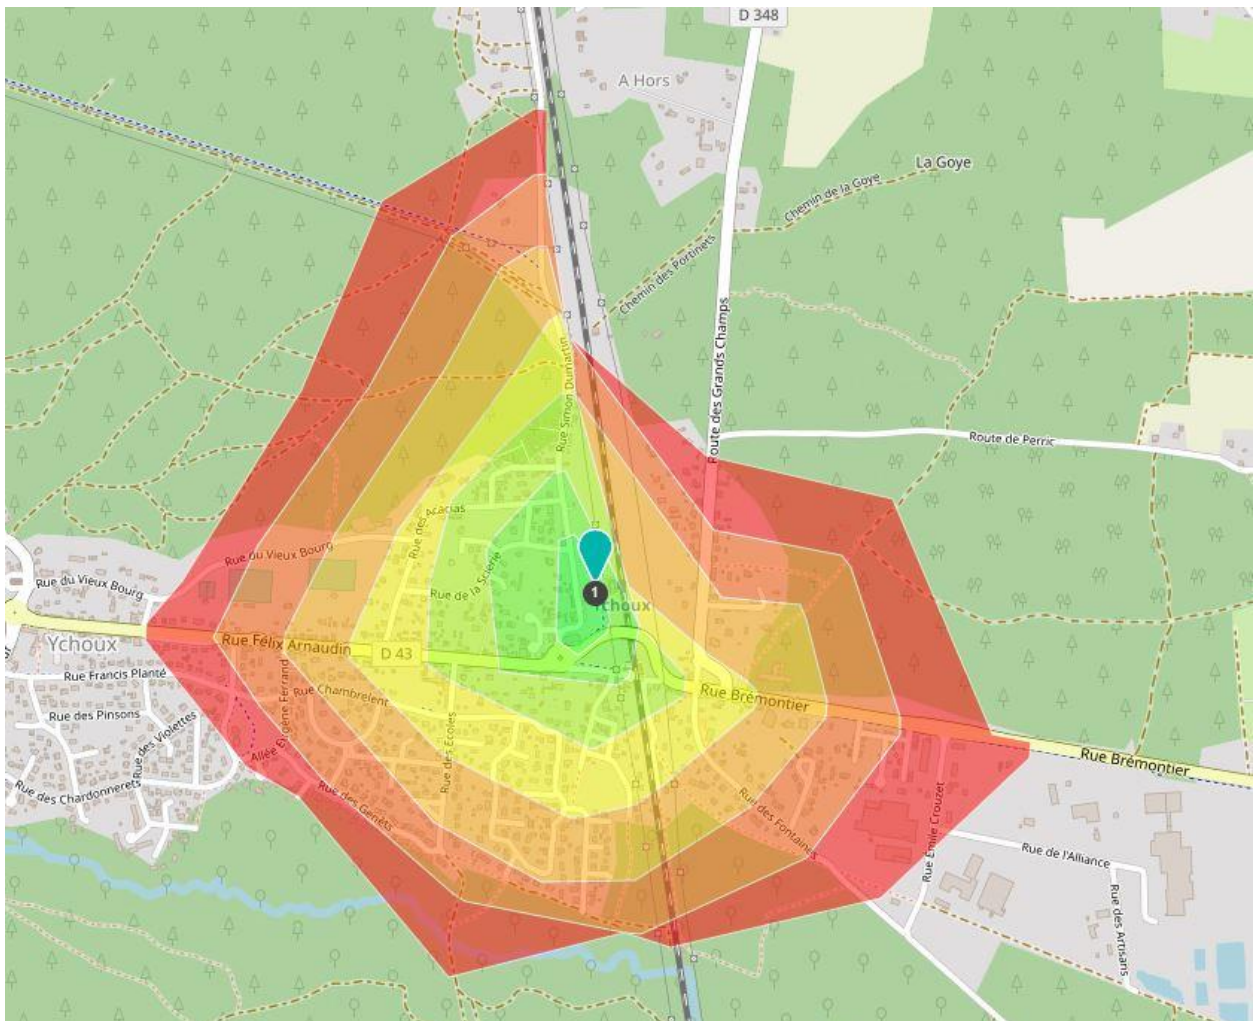 D 348
A Hors
La Goye
Chemin de la Goye
Chemin des Portinets
Route des Grands Champs
Rue Simon Dumartin
Route de Perric
Rue des Acacias
Rue du Vieux Bourg
Rue de la Scierie
Rue du Vieux Bourg
1
Ychoux
Ychoux
Rue Félix Arnaudin
D 43
Rue Francis Planté
Rue Chambrelent
Rue Brémontier
Rue des Pinsons
Rue des Violettes
Allée Eugène Ferrand
Rue des Écoles
Rue Brémontier
Rue des Chardonnerets
Rue des Genêts
Rue des Fontaines
Rue Émile Crouzet
Rue de l'Alliance
Rue des Artisans